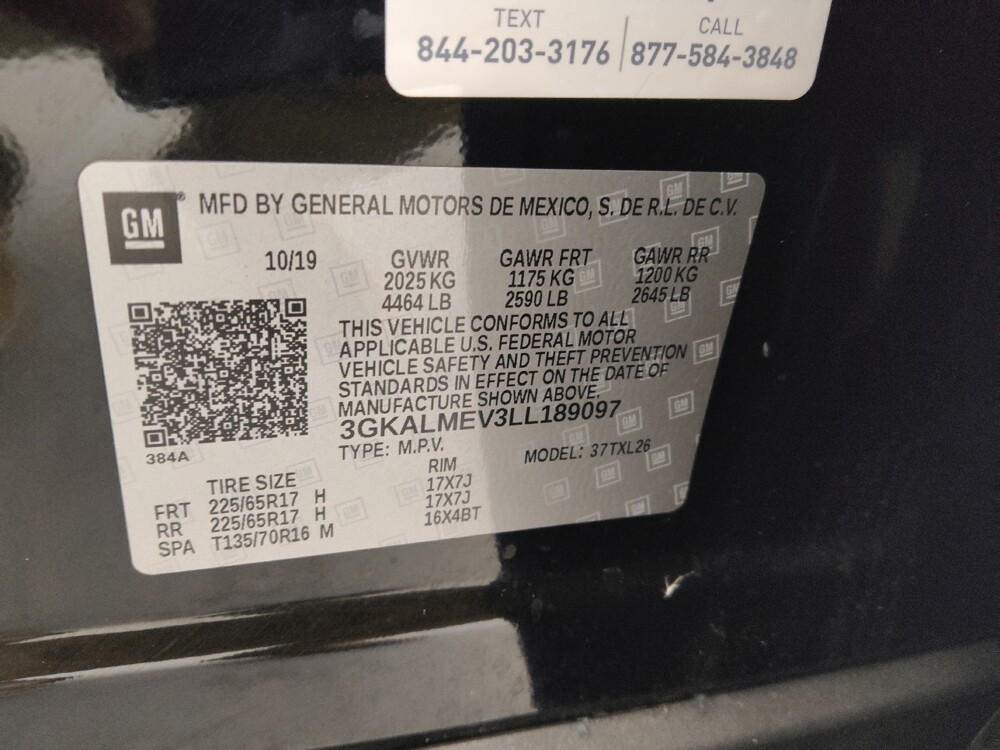 TEXT
844-203-3176
CALL
877-584-3848
GM
MFD BY GENERAL MOTORS DE MEXICO, S. DE R.L. DE C.V.
10/19
GVWR
2025 KG
4464 LB
GAWR FRT
1175 KG
2590 LB
GAWR RR
1200 KG
2645 LB
THIS VEHICLE CONFORMS TO ALL
APPLICABLE U.S. FEDERAL MOTOR
VEHICLE SAFETY AND THEFT PREVENTION
STANDARDS IN EFFECT ON THE DATE OF
MANUFACTURE SHOWN ABOVE.
3GKALMEV3LL189097
TYPE: M.P.V. MODEL: 37TXL26
384A
TIRE SIZE RIM
FRT 225/65R17 H 17X7J
RR 225/65R17 H 17X7J
SPA T135/70R16 M 16X4BT